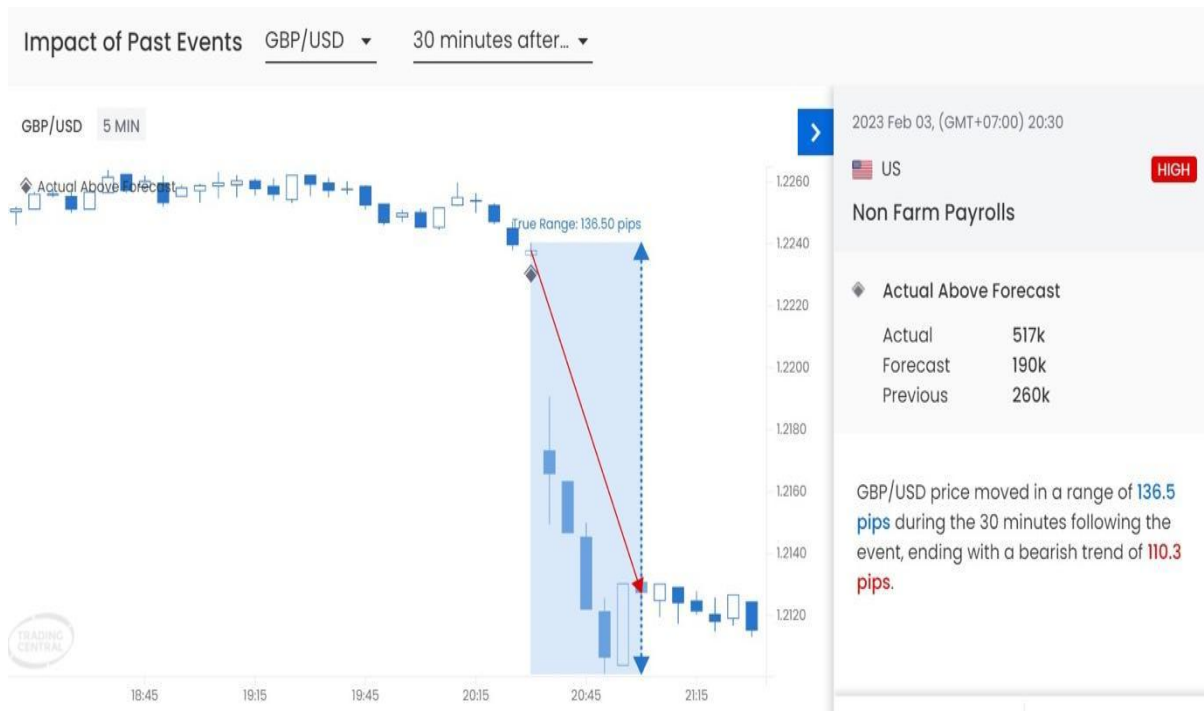 Impact of Past Events GBP/USD 30 minutes after...
GBP/USD 5 MIN
Actual Above Forecast
True Range: 136.50 pips
1.2260
1.2240
1.2220
1.2200
1.2180
1.2160
1.2140
1.2120
TRADING
CENTRAL
18:45 19:15 19:45 20:15 20:45 21:15
2023 Feb 03, (GMT+07:00) 20:30
US HIGH
Non Farm Payrolls
Actual Above Forecast
Actual 517k
Forecast 190k
Previous 260k
GBP/USD price moved in a range of 136.5
pips during the 30 minutes following the
event, ending with a bearish trend of 110.3
pips.